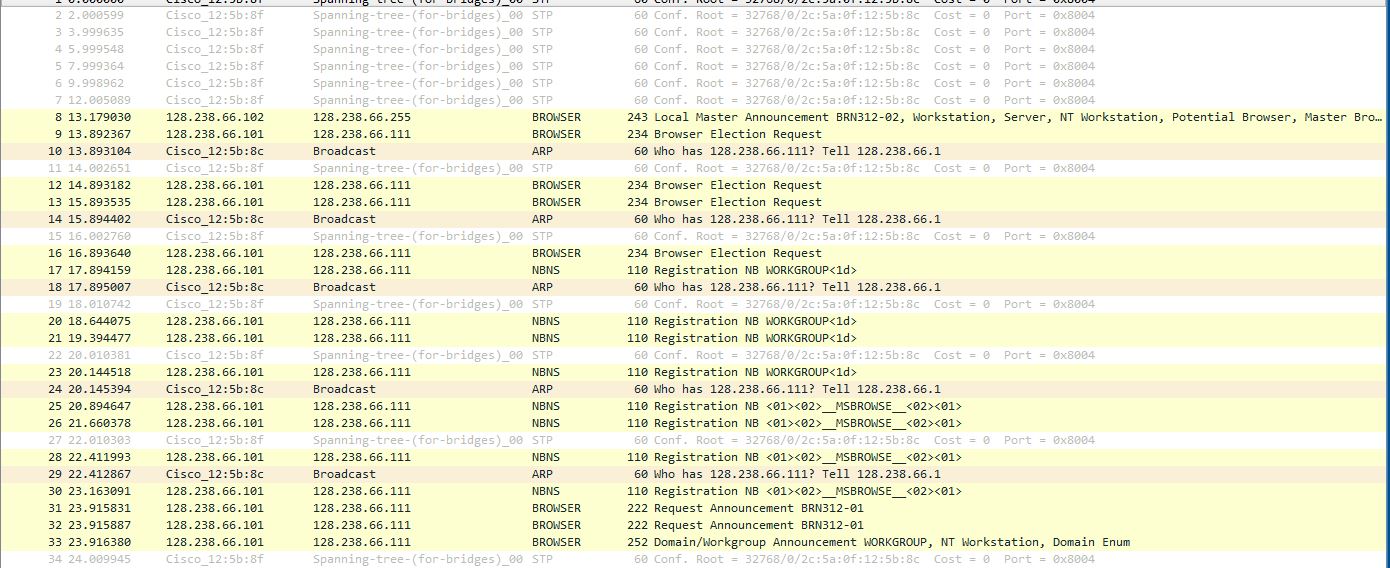 1 0.000000 Cisco_12:5b:8f Spanning-tree-(for-bridges)_00 STP 60 Conf. Root = 32768/0/2c:5a:0f:12:5b:8c Cost = 0 Port = 0x8004
2 2.000599 Cisco_12:5b:8f Spanning-tree-(for-bridges)_00 STP 60 Conf. Root = 32768/0/2c:5a:0f:12:5b:8c Cost = 0 Port = 0x8004
3 3.999635 Cisco_12:5b:8f Spanning-tree-(for-bridges)_00 STP 60 Conf. Root = 32768/0/2c:5a:0f:12:5b:8c Cost = 0 Port = 0x8004
4 5.999548 Cisco_12:5b:8f Spanning-tree-(for-bridges)_00 STP 60 Conf. Root = 32768/0/2c:5a:0f:12:5b:8c Cost = 0 Port = 0x8004
5 7.999364 Cisco_12:5b:8f Spanning-tree-(for-bridges)_00 STP 60 Conf. Root = 32768/0/2c:5a:0f:12:5b:8c Cost = 0 Port = 0x8004
6 9.998962 Cisco_12:5b:8f Spanning-tree-(for-bridges)_00 STP 60 Conf. Root = 32768/0/2c:5a:0f:12:5b:8c Cost = 0 Port = 0x8004
7 12.005089 Cisco_12:5b:8f Spanning-tree-(for-bridges)_00 STP 60 Conf. Root = 32768/0/2c:5a:0f:12:5b:8c Cost = 0 Port = 0x8004
8 13.179030 128.238.66.102 128.238.66.255 BROWSER 243 Local Master Announcement BRN312-02, Workstation, Server, NT Workstation, Potential Browser, Master Bro…
9 13.892367 128.238.66.101 128.238.66.111 BROWSER 234 Browser Election Request
10 13.893104 Cisco_12:5b:8c Broadcast ARP 60 Who has 128.238.66.111? Tell 128.238.66.1
11 14.002651 Cisco_12:5b:8f Spanning-tree-(for-bridges)_00 STP 60 Conf. Root = 32768/0/2c:5a:0f:12:5b:8c Cost = 0 Port = 0x8004
12 14.893182 128.238.66.101 128.238.66.111 BROWSER 234 Browser Election Request
13 15.893535 128.238.66.101 128.238.66.111 BROWSER 234 Browser Election Request
14 15.894402 Cisco_12:5b:8c Broadcast ARP 60 Who has 128.238.66.111? Tell 128.238.66.1
15 16.002760 Cisco_12:5b:8f Spanning-tree-(for-bridges)_00 STP 60 Conf. Root = 32768/0/2c:5a:0f:12:5b:8c Cost = 0 Port = 0x8004
16 16.893640 128.238.66.101 128.238.66.111 BROWSER 234 Browser Election Request
17 17.894159 128.238.66.101 128.238.66.111 NBNS 110 Registration NB WORKGROUP<1d>
18 17.895007 Cisco_12:5b:8c Broadcast ARP 60 Who has 128.238.66.111? Tell 128.238.66.1
19 18.010742 Cisco_12:5b:8f Spanning-tree-(for-bridges)_00 STP 60 Conf. Root = 32768/0/2c:5a:0f:12:5b:8c Cost = 0 Port = 0x8004
20 18.644075 128.238.66.101 128.238.66.111 NBNS 110 Registration NB WORKGROUP<1d>
21 19.394477 128.238.66.101 128.238.66.111 NBNS 110 Registration NB WORKGROUP<1d>
22 20.010381 Cisco_12:5b:8f Spanning-tree-(for-bridges)_00 STP 60 Conf. Root = 32768/0/2c:5a:0f:12:5b:8c Cost = 0 Port = 0x8004
23 20.144518 128.238.66.101 128.238.66.111 NBNS 110 Registration NB WORKGROUP<1d>
24 20.145394 Cisco_12:5b:8c Broadcast ARP 60 Who has 128.238.66.111? Tell 128.238.66.1
25 20.894647 128.238.66.101 128.238.66.111 NBNS 110 Registration NB <01><02>__MSBROWSE__<02><01>
26 21.660378 128.238.66.101 128.238.66.111 NBNS 110 Registration NB <01><02>__MSBROWSE__<02><01>
27 22.010303 Cisco_12:5b:8f Spanning-tree-(for-bridges)_00 STP 60 Conf. Root = 32768/0/2c:5a:0f:12:5b:8c Cost = 0 Port = 0x8004
28 22.411993 128.238.66.101 128.238.66.111 NBNS 110 Registration NB <01><02>__MSBROWSE__<02><01>
29 22.412867 Cisco_12:5b:8c Broadcast ARP 60 Who has 128.238.66.111? Tell 128.238.66.1
30 23.163091 128.238.66.101 128.238.66.111 NBNS 110 Registration NB <01><02>__MSBROWSE__<02><01>
31 23.915831 128.238.66.101 128.238.66.111 BROWSER 222 Request Announcement BRN312-01
32 23.915887 128.238.66.101 128.238.66.111 BROWSER 222 Request Announcement BRN312-01
33 23.916380 128.238.66.101 128.238.66.111 BROWSER 252 Domain/Workgroup Announcement WORKGROUP, NT Workstation, Domain Enum
34 24.009945 Cisco_12:5b:8f Spanning-tree-(for-bridges)_00 STP 60 Conf. Root = 32768/0/2c:5a:0f:12:5b:8c Cost = 0 Port = 0x8004